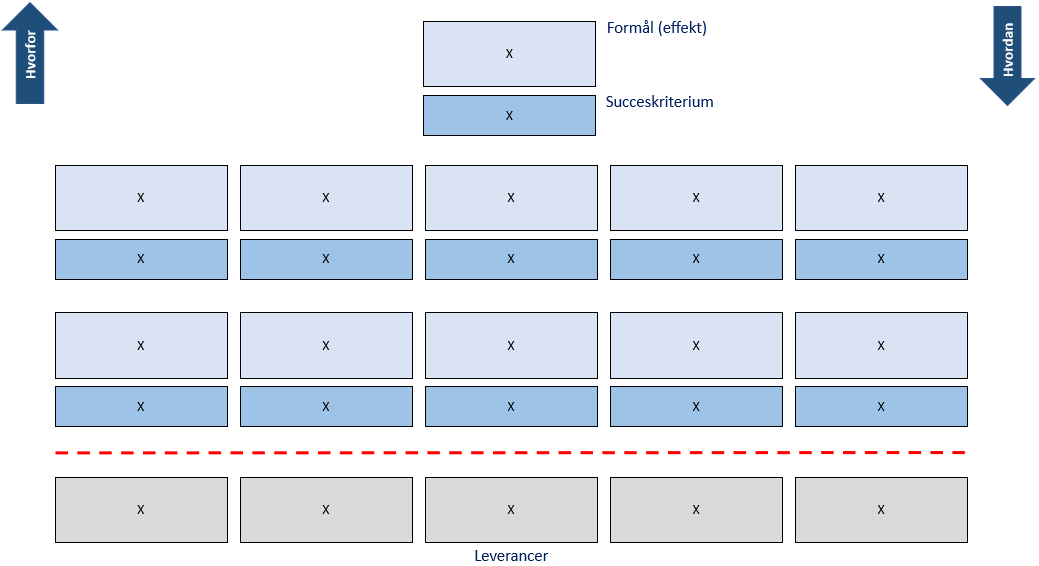 Hvorfor
Formål (effekt)
Hvordan
X
Succeskriterium
X
X X X X X
X X X X X
X X X X X
X X X X X
X X X X X
Leverancer